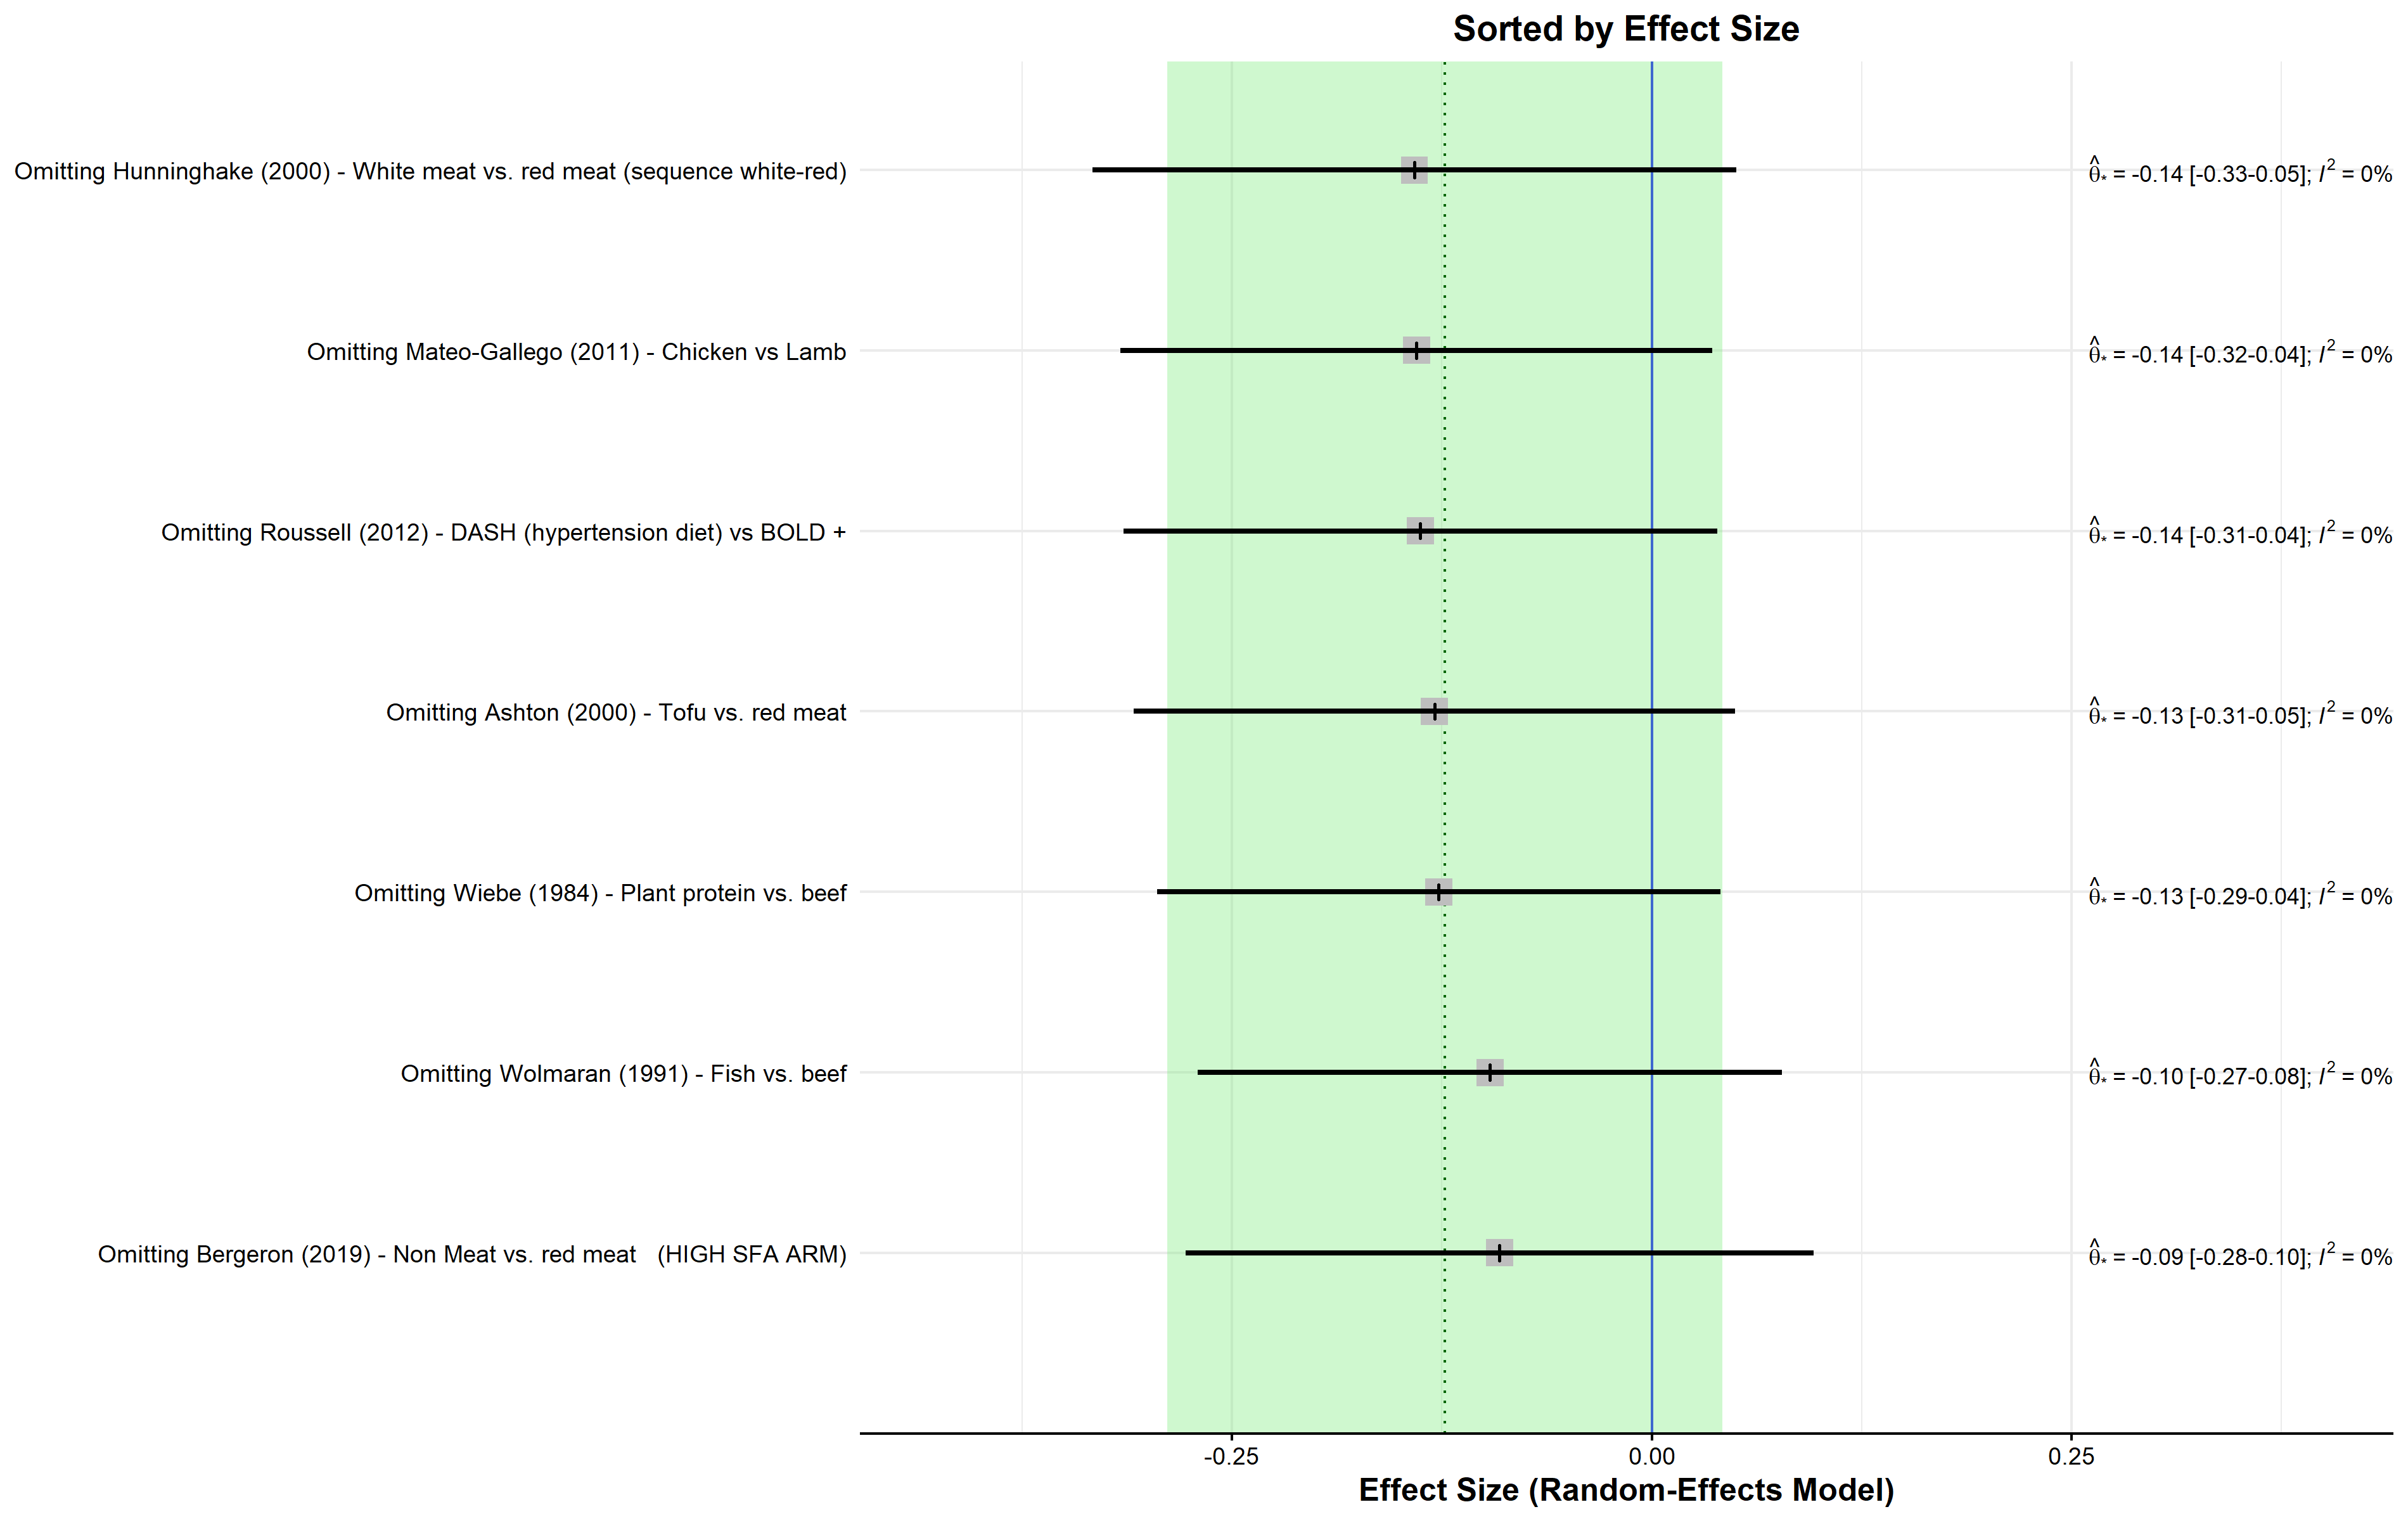 Sorted by Effect Size
Omitting Hunninghake (2000) - White meat vs. red meat (sequence white-red) θ̂* = -0.14 [-0.33-0.05]; I² = 0%
Omitting Mateo-Gallego (2011) - Chicken vs Lamb θ̂* = -0.14 [-0.32-0.04]; I² = 0%
Omitting Roussell (2012) - DASH (hypertension diet) vs BOLD + θ̂* = -0.14 [-0.31-0.04]; I² = 0%
Omitting Ashton (2000) - Tofu vs. red meat θ̂* = -0.13 [-0.31-0.05]; I² = 0%
Omitting Wiebe (1984) - Plant protein vs. beef θ̂* = -0.13 [-0.29-0.04]; I² = 0%
Omitting Wolmaran (1991) - Fish vs. beef θ̂* = -0.10 [-0.27-0.08]; I² = 0%
Omitting Bergeron (2019) - Non Meat vs. red meat (HIGH SFA ARM) θ̂* = -0.09 [-0.28-0.10]; I² = 0%
-0.25 0.00 0.25
Effect Size (Random-Effects Model)